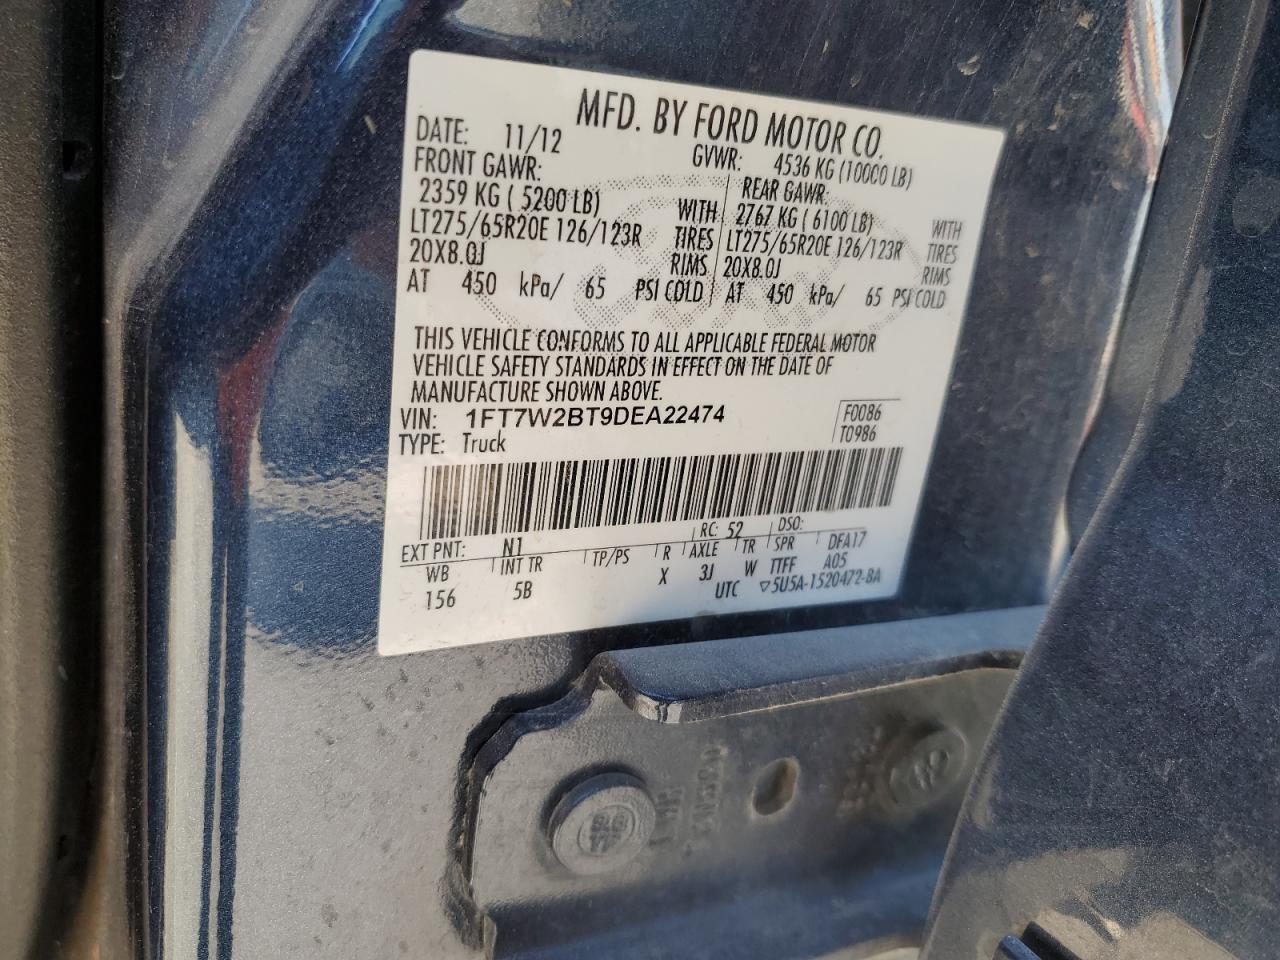 MFD. BY FORD MOTOR CO.
DATE: 11/12 GVWR: 4536 KG (10000 LB)
FRONT GAWR: REAR GAWR:
2359 KG ( 5200 LB) WITH 2767 KG ( 6100 LB) WITH
LT275/65R20E 126/123R TIRES LT275/65R20E 126/123R TIRES
20X8.0J RIMS 20X8.0J RIMS
AT 450 kPa/ 65 PSI COLD AT 450 kPa/ 65 PSI COLD
THIS VEHICLE CONFORMS TO ALL APPLICABLE FEDERAL MOTOR
VEHICLE SAFETY STANDARDS IN EFFECT ON THE DATE OF
MANUFACTURE SHOWN ABOVE.
VIN: 1FT7W2BT9DEA22474 F0086
TYPE: Truck T0986
EXT PNT: N1 RC: 52 DSO:
WB INT TR TP/PS R AXLE TR SPR DFA17
156 5B X 3J W TTFF A05
UTC ▽5U5A-1520472-BA